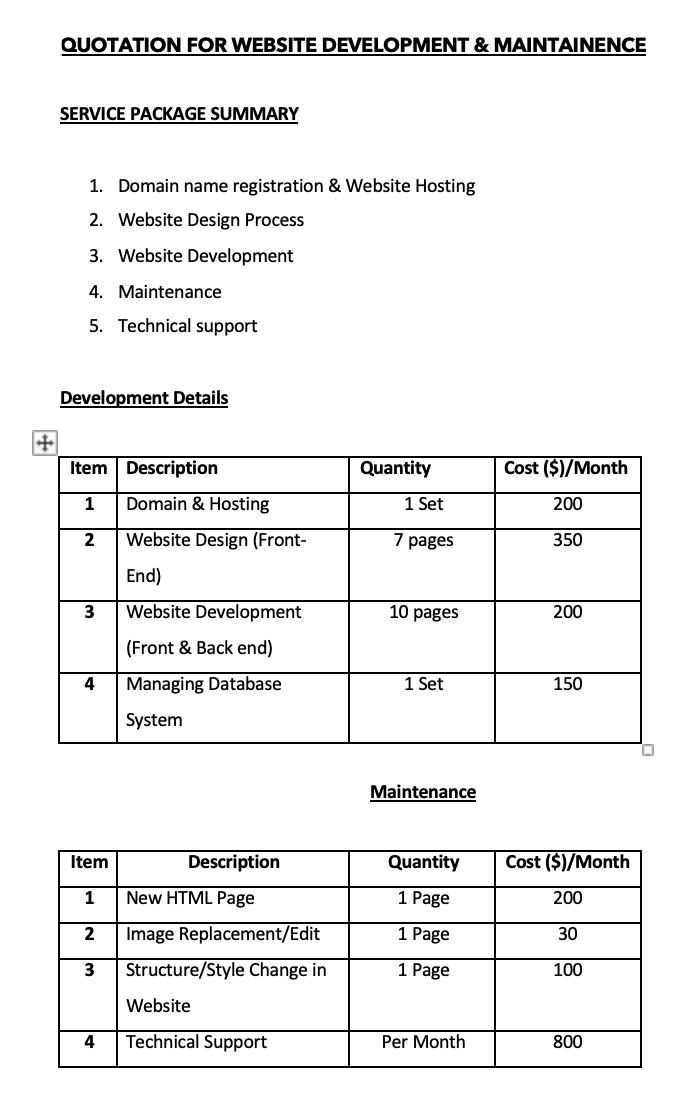 QUOTATION FOR WEBSITE DEVELOPMENT & MAINTAINENCE
SERVICE PACKAGE SUMMARY
1. Domain name registration & Website Hosting
2. Website Design Process
3. Website Development
4. Maintenance
5. Technical support
Development Details
Item Description Quantity Cost ($)/Month
1 Domain & Hosting 1 Set 200
2 Website Design (Front- 7 pages 350
End)
3 Website Development 10 pages 200
(Front & Back end)
4 Managing Database 1 Set 150
System
Maintenance
Item Description Quantity Cost ($)/Month
1 New HTML Page 1 Page 200
2 Image Replacement/Edit 1 Page 30
3 Structure/Style Change in 1 Page 100
Website
4 Technical Support Per Month 800